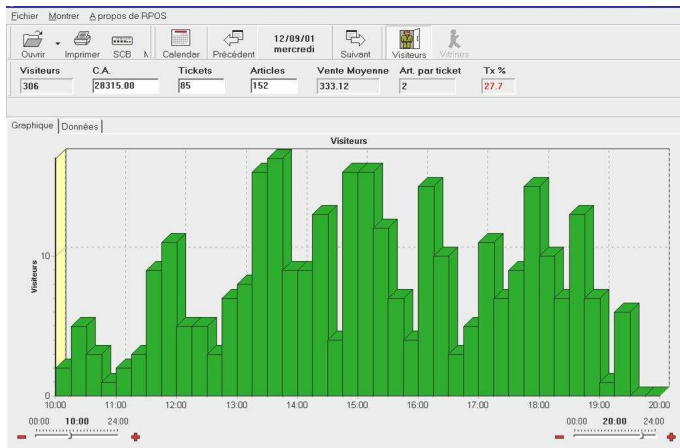 Fichier Montrer A propos de RPOS
Ouvrir Imprimer SCB M Calendar Précédent 12/09/01 mercredi Suivant Visiteurs Vitrines
Visiteurs C.A. Tickets Articles Vente Moyenne Art. par ticket Tx %
306 28315.00 85 152 333.12 2 27.7
Graphique Données
Visiteurs
10
Visiteurs
0
10:00 11:00 12:00 13:00 14:00 15:00 16:00 17:00 18:00 19:00 20:00
00:00 10:00 24:00 00:00 20:00 24:00